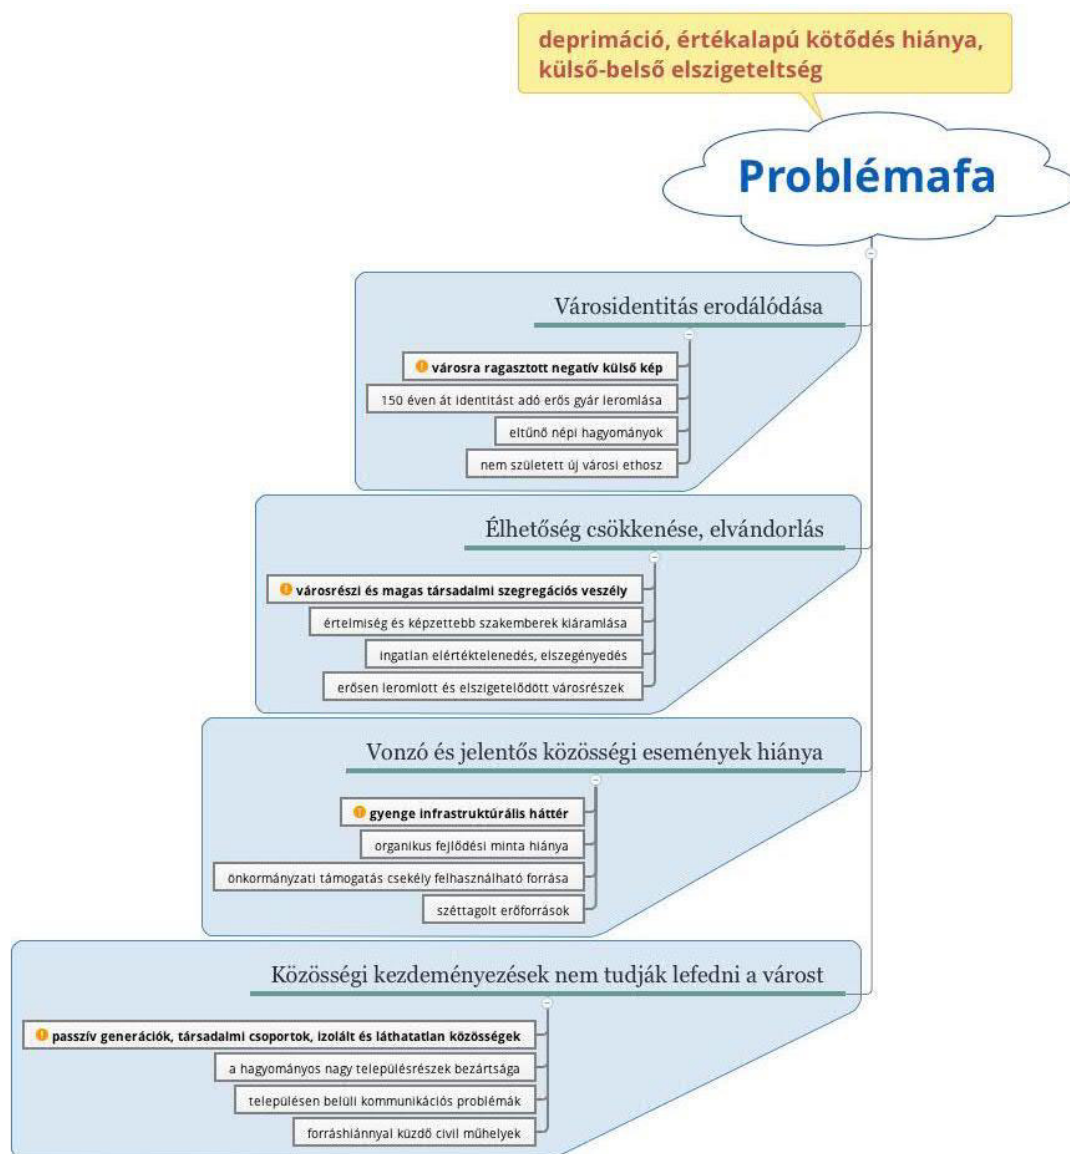 deprimáció, értékalapú kötődés hiánya,
külső-belső elszigeteltség
Problémafa
Városidentitás erodálódása
városra ragasztott negatív külső kép
150 éven át identitást adó erős gyár leromlása
eltűnő népi hagyományok
nem született új városi ethosz
Élhetőség csökkenése, elvándorlás
városrészi és magas társadalmi szegregációs veszély
értelmiség és képzettebb szakemberek kiáramlása
ingatlan elértéktelenedés, elszegényedés
erősen leromlott és elszigetelődött városrészek
Vonzó és jelentős közösségi események hiánya
gyenge infrastruktúrális háttér
organikus fejlődési minta hiánya
önkormányzati támogatás csekély felhasználható forrása
széttagolt erőforrások
Közösségi kezdeményezések nem tudják lefedni a várost
passzív generációk, társadalmi csoportok, izolált és láthatatlan közösségek
a hagyományos nagy településrészek bezártsága
településen belüli kommunikációs problémák
forráshiánnyal küzdő civil műhelyek